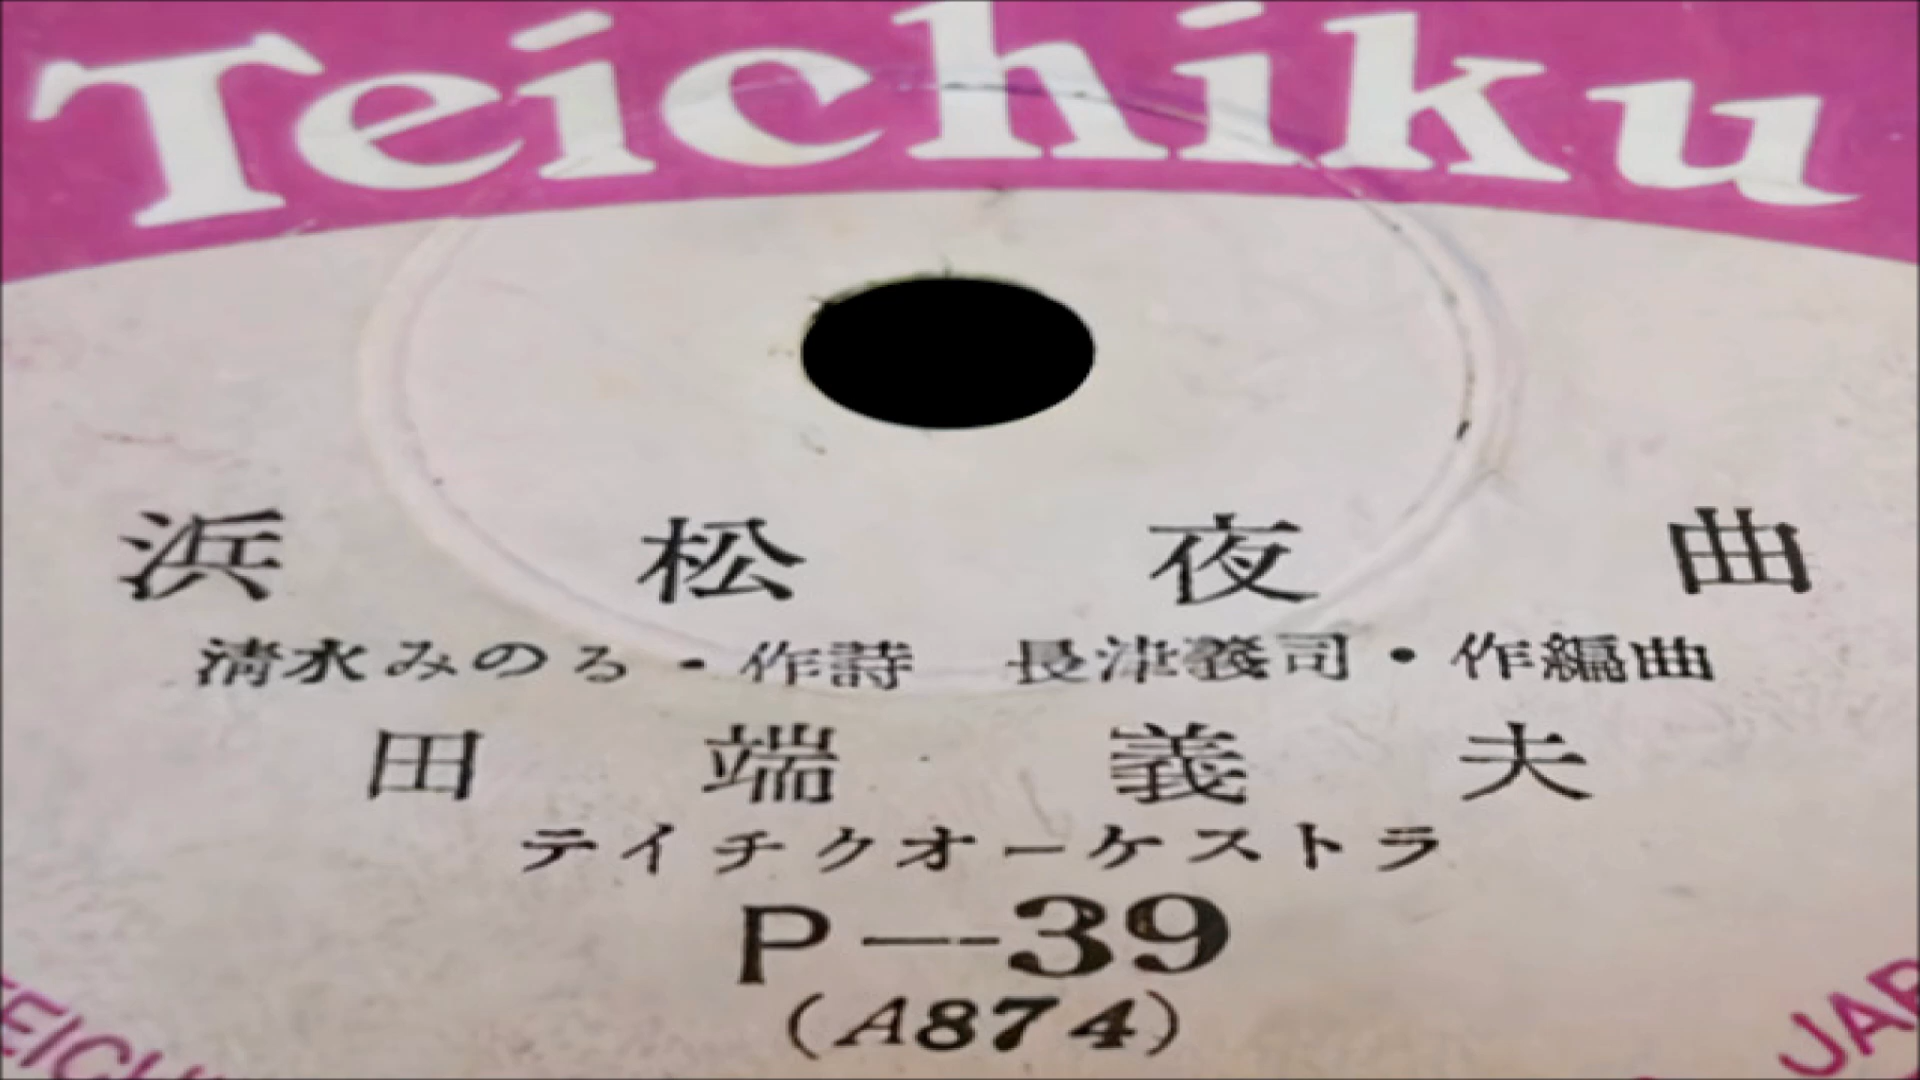 Teichiku
浜松夜曲
清水みのる・作詩 長津義司・作編曲
田端義夫
テイチクオーケストラ
P-39
(A874)